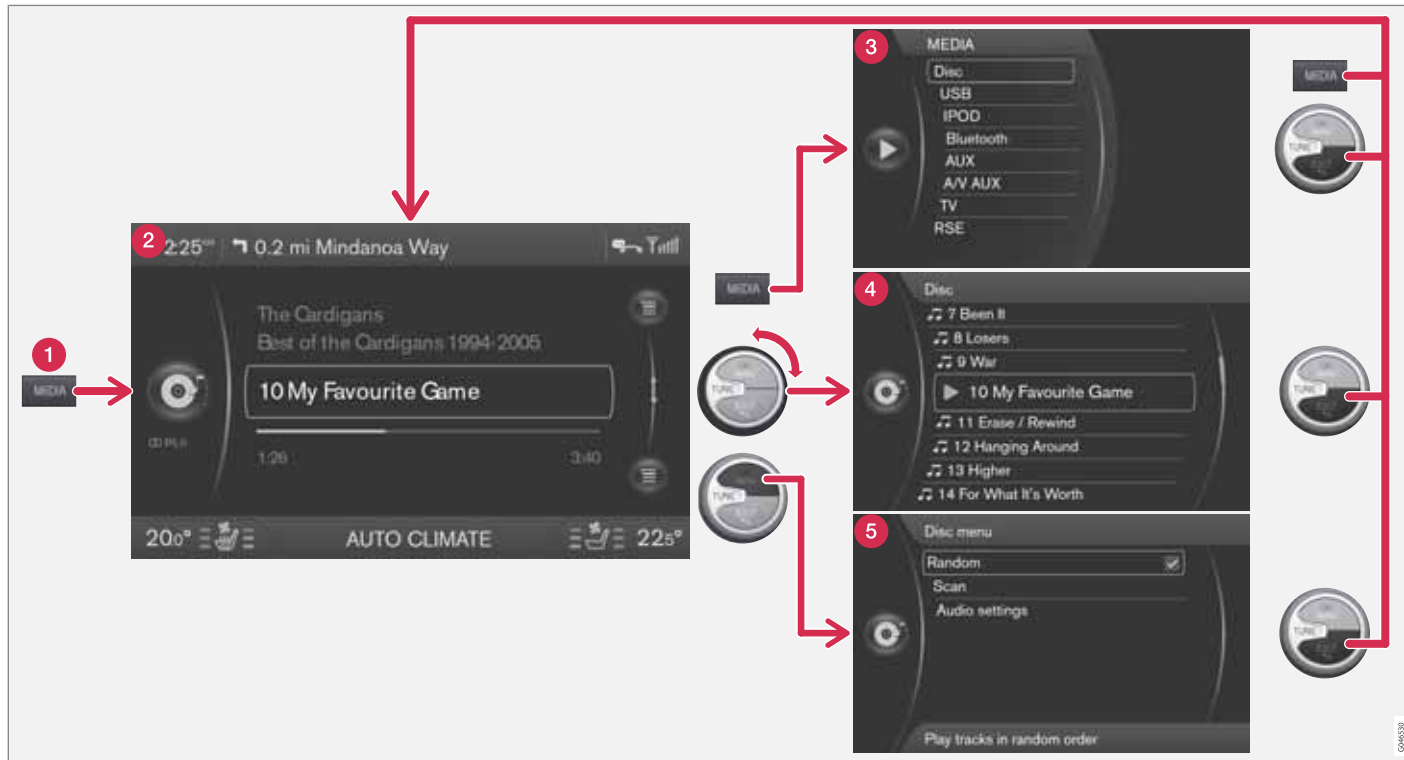 1
MEDIA
2
2:25
0.2 mi Mindanoa Way
The Cardigans
Best of the Cardigans 1994-2005
10 My Favourite Game
1:26
3:40
20.0°
AUTO CLIMATE
22.5°
MEDIA
TUNE
TUNE
3
MEDIA
Disc
USB
IPOD
Bluetooth
AUX
A/V AUX
TV
RSE
MEDIA
TUNE
4
Disc
7 Been It
8 Losers
9 War
10 My Favourite Game
11 Erase / Rewind
12 Hanging Around
13 Higher
14 For What It's Worth
TUNE
5
Disc menu
Random
Scan
Audio settings
Play tracks in random order
TUNE
G046530